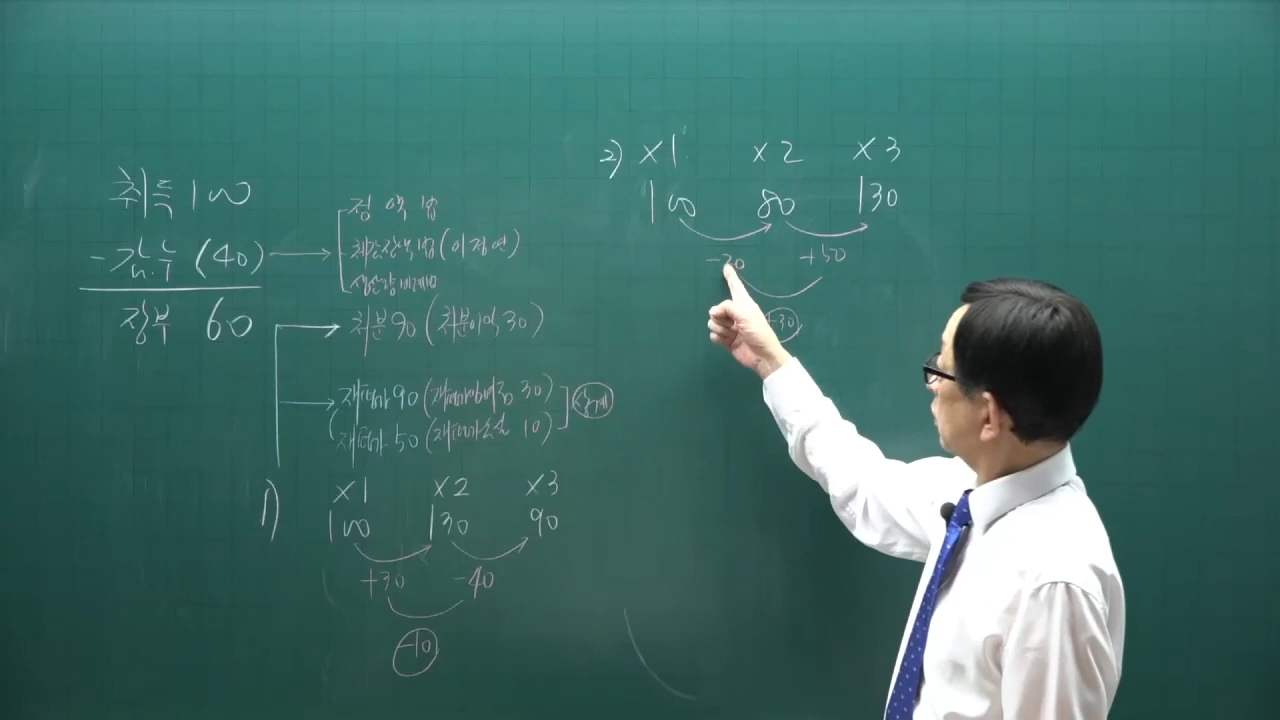 취득 100
-감.누 (40)
장부 60
정액법
체감잔액법(이정연)
생산량비례법
처분 90 (처분이익 30)
재평가 90 (재평가잉여금 30)
재평가 50 (재평가손실 10)
1) X1 X2 X3
100 130 90
+30 -40
-10
2) X1 X2 X3
100 80 130
-20 +50
+30